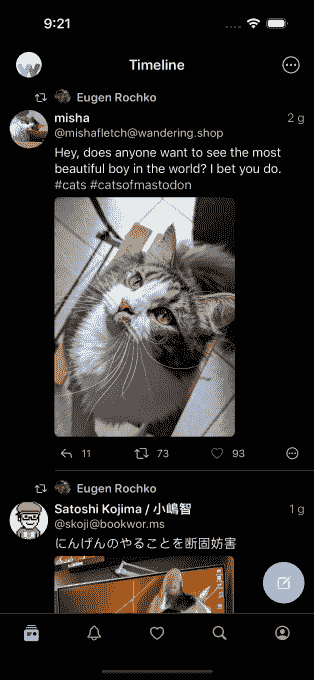 9:21
Timeline
Eugen Rochko
misha
2 g
@mishafletch@wandering.shop
Hey, does anyone want to see the most
beautiful boy in the world? I bet you do.
#cats #catsofmastodon
11
73
93
Eugen Rochko
Satoshi Kojima / 小嶋智
1 g
@skoji@bookwor.ms
にんげんのやることを断固妨害